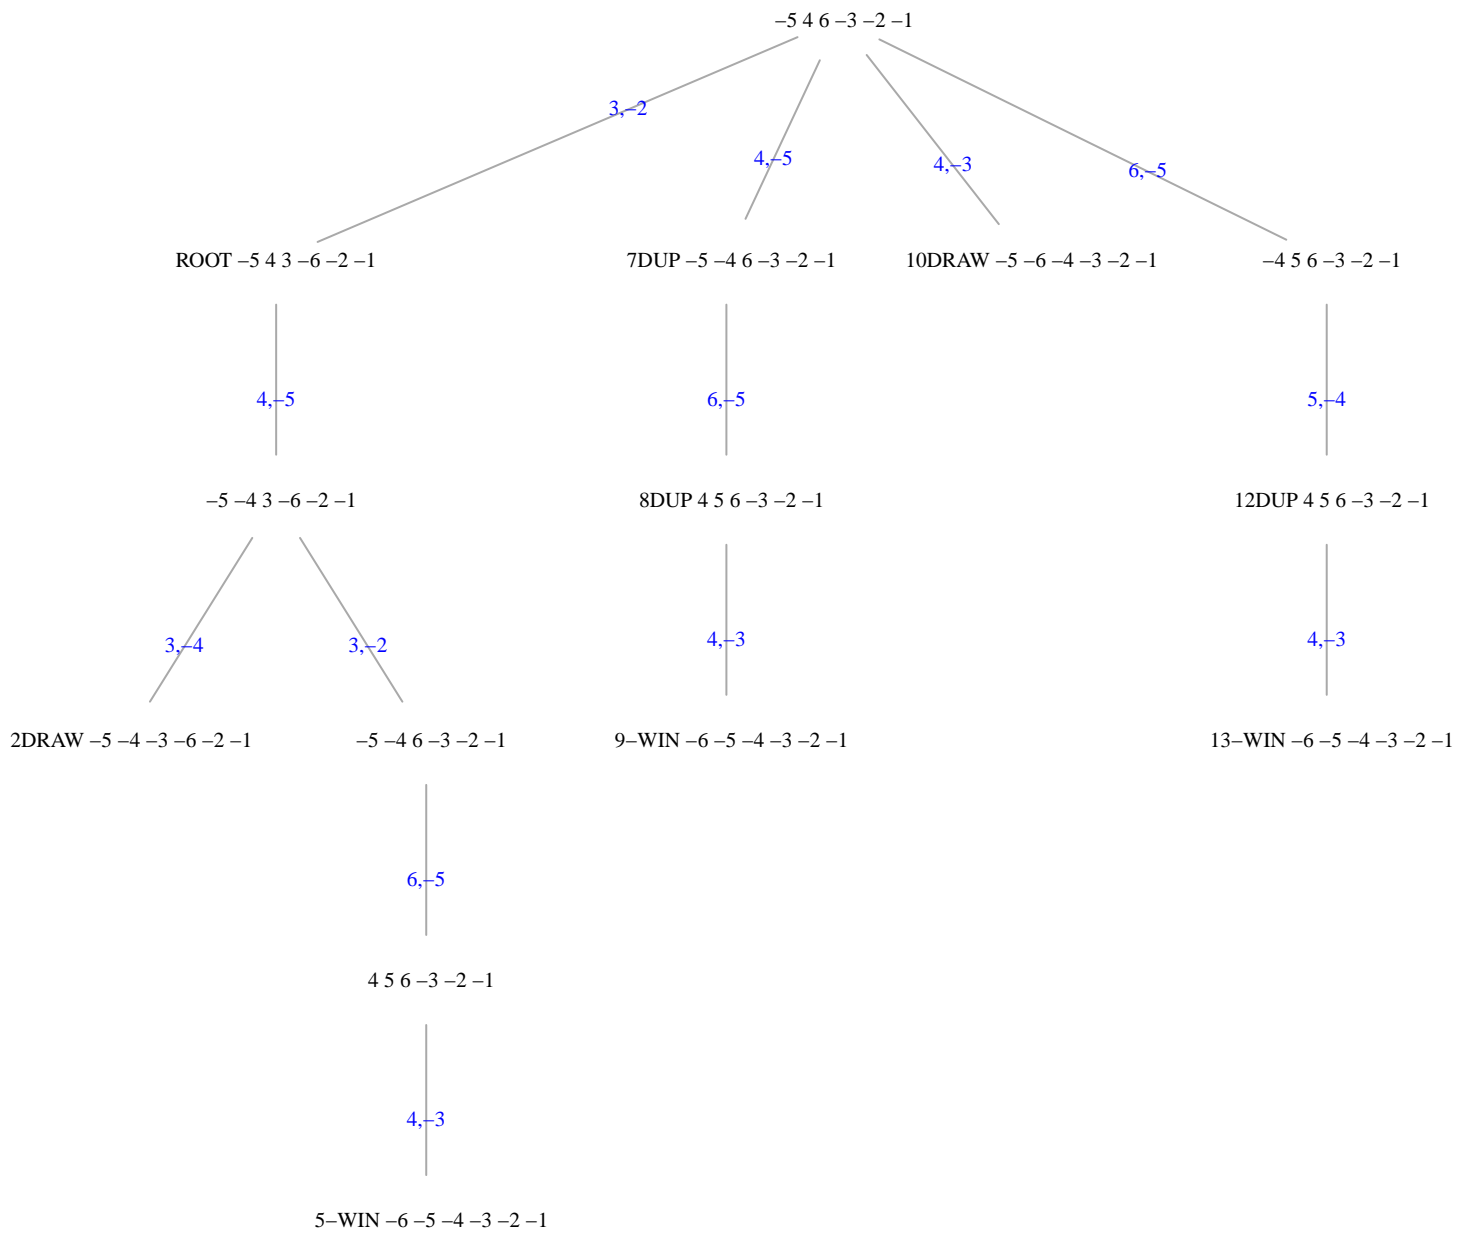 –5 4 6 –3 –2 –1
3,–2
4,–5
4,–3
6,–5
ROOT –5 4 3 –6 –2 –1
7DUP –5 –4 6 –3 –2 –1
10DRAW –5 –6 –4 –3 –2 –1
–4 5 6 –3 –2 –1
4,–5
6,–5
5,–4
–5 –4 3 –6 –2 –1
8DUP 4 5 6 –3 –2 –1
12DUP 4 5 6 –3 –2 –1
3,–4
3,–2
4,–3
4,–3
2DRAW –5 –4 –3 –6 –2 –1
–5 –4 6 –3 –2 –1
9–WIN –6 –5 –4 –3 –2 –1
13–WIN –6 –5 –4 –3 –2 –1
6,–5
4 5 6 –3 –2 –1
4,–3
5–WIN –6 –5 –4 –3 –2 –1